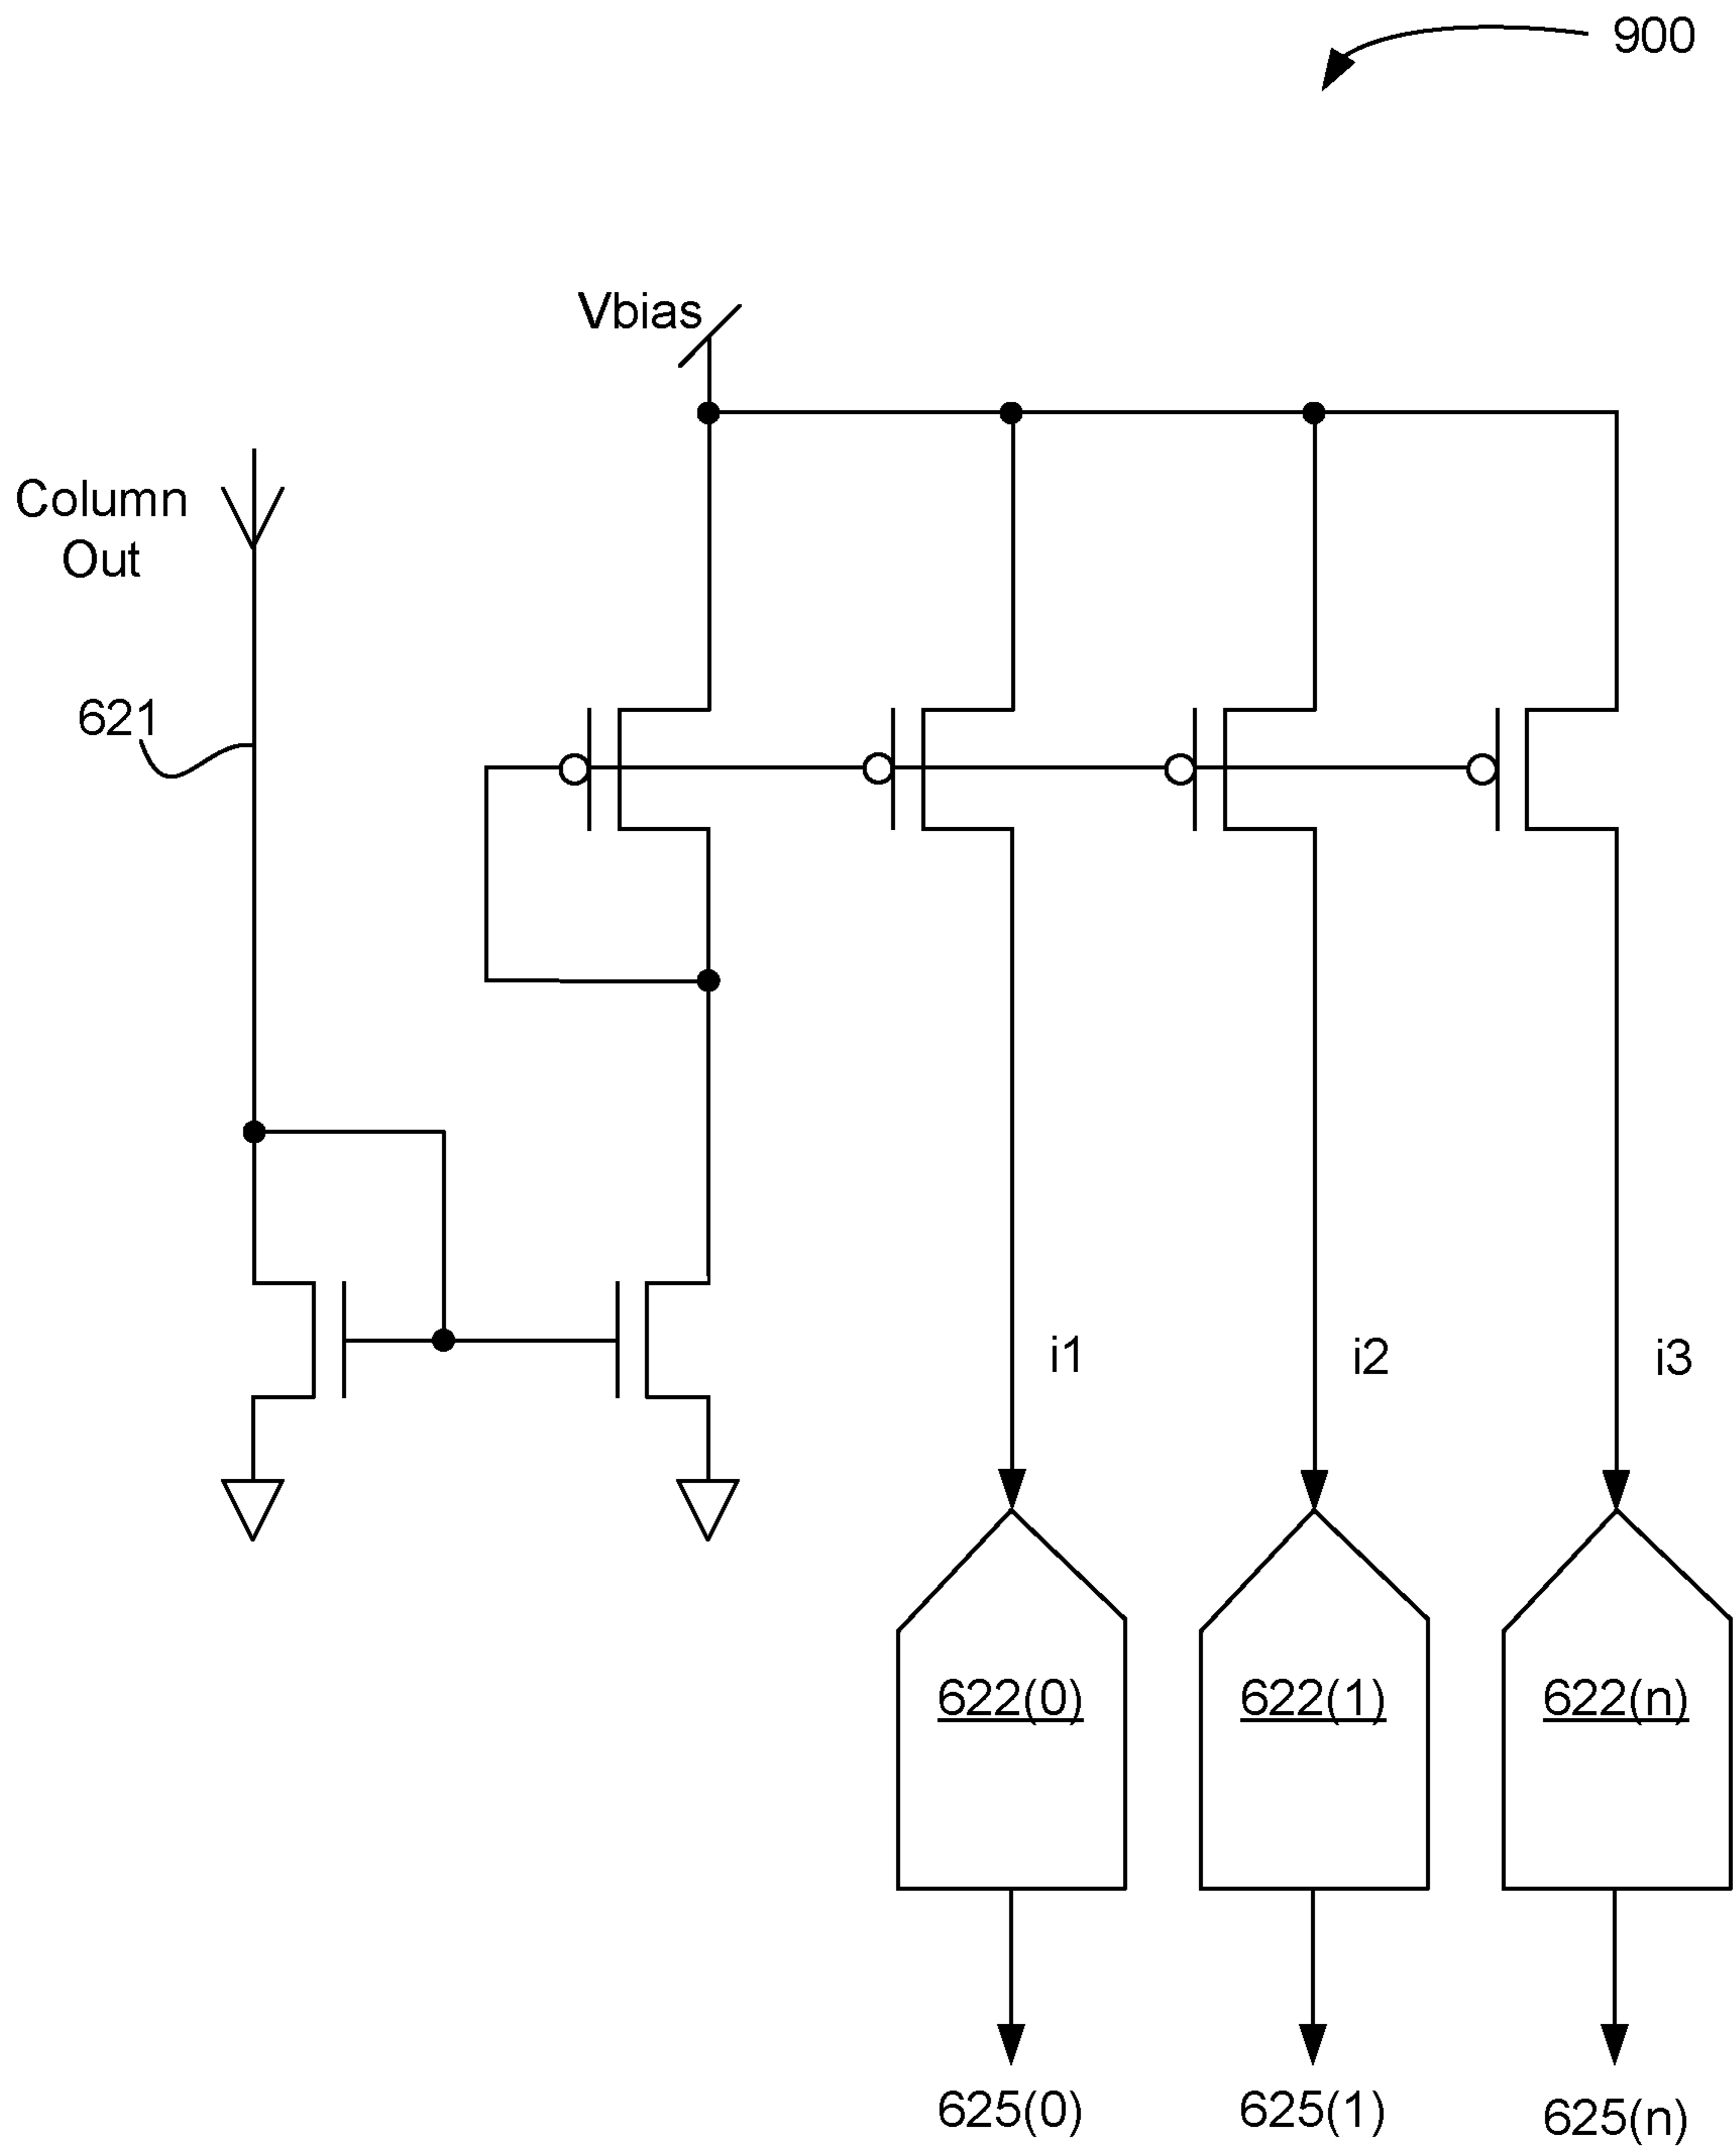 900
Vbias
Column
Out
621
i1
i2
i3
622(0)
622(1)
622(n)
625(0)
625(1)
625(n)